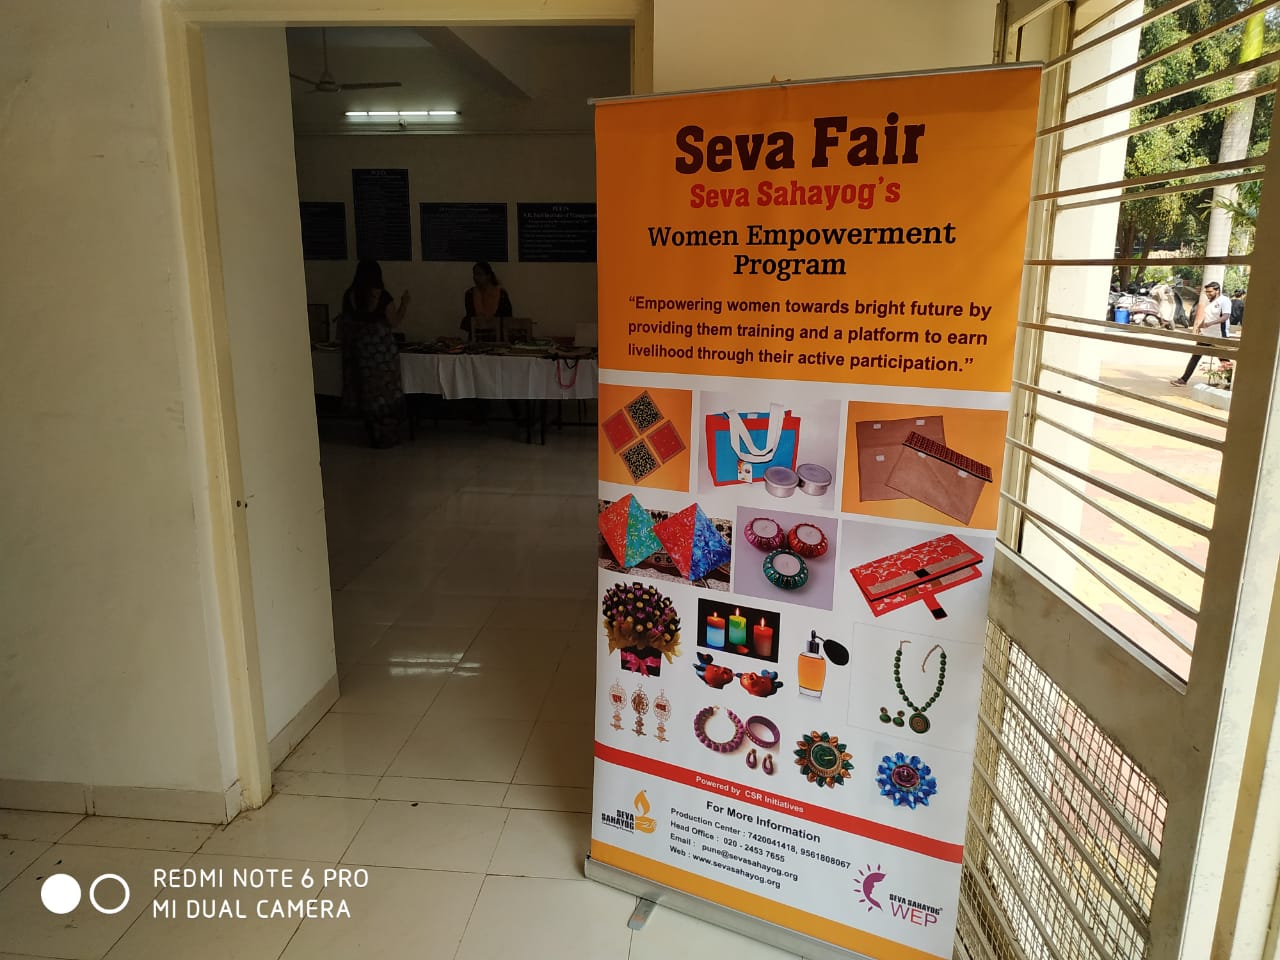 Seva Fair
Seva Sahayog's
Women Empowerment
Program
“Empowering women towards bright future by
providing them training and a platform to earn
livelihood through their active participation.”
Powered by CSR Initiatives
SEVA
SAHAYOG
For More Information
Production Center : 7420041418, 9561808067
Head Office : 020 - 2453 7655
Email : pune@sevasahayog.org
Web : www.sevasahayog.org
SEVA SAHAYOG
WEP
REDMI NOTE 6 PRO
MI DUAL CAMERA